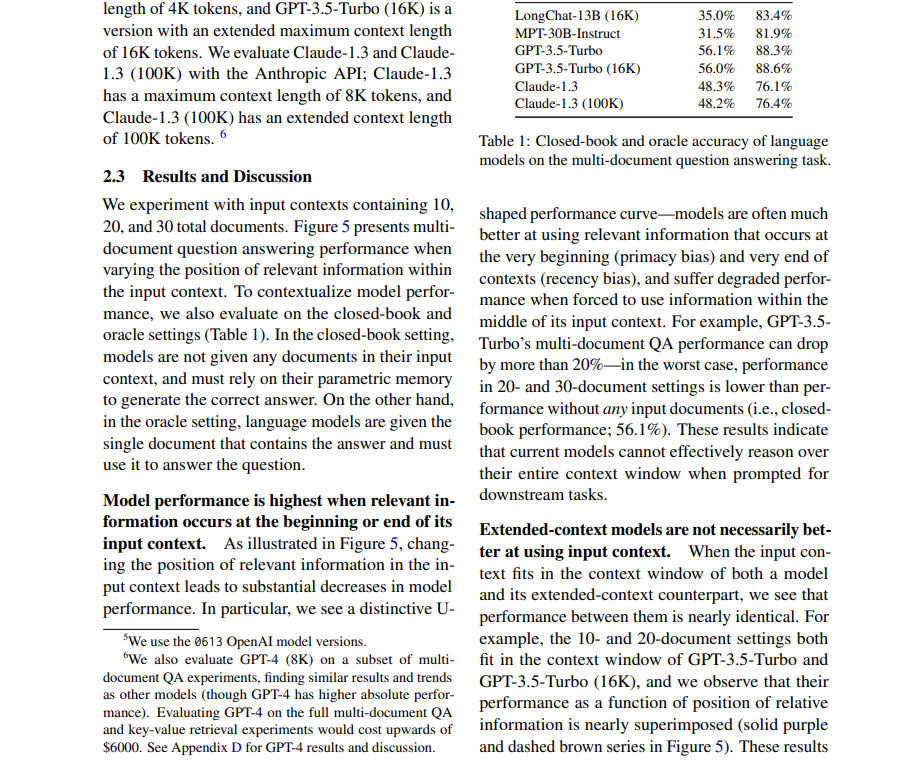 length of 4K tokens, and GPT-3.5-Turbo (16K) is a
version with an extended maximum context length
of 16K tokens. We evaluate Claude-1.3 and Claude-
1.3 (100K) with the Anthropic API; Claude-1.3
has a maximum context length of 8K tokens, and
Claude-1.3 (100K) has an extended context length
of 100K tokens. 6
2.3 Results and Discussion
We experiment with input contexts containing 10,
20, and 30 total documents. Figure 5 presents multi-
document question answering performance when
varying the position of relevant information within
the input context. To contextualize model perfor-
mance, we also evaluate on the closed-book and
oracle settings (Table 1). In the closed-book setting,
models are not given any documents in their input
context, and must rely on their parametric memory
to generate the correct answer. On the other hand,
in the oracle setting, language models are given the
single document that contains the answer and must
use it to answer the question.
Model performance is highest when relevant in-
formation occurs at the beginning or end of its
input context. As illustrated in Figure 5, chang-
ing the position of relevant information in the in-
put context leads to substantial decreases in model
performance. In particular, we see a distinctive U-
5We use the 0613 OpenAI model versions.
6We also evaluate GPT-4 (8K) on a subset of multi-
document QA experiments, finding similar results and trends
as other models (though GPT-4 has higher absolute perfor-
mance). Evaluating GPT-4 on the full multi-document QA
and key-value retrieval experiments would cost upwards of
$6000. See Appendix D for GPT-4 results and discussion.
LongChat-13B (16K) 35.0% 83.4%
MPT-30B-Instruct 31.5% 81.9%
GPT-3.5-Turbo 56.1% 88.3%
GPT-3.5-Turbo (16K) 56.0% 88.6%
Claude-1.3 48.3% 76.1%
Claude-1.3 (100K) 48.2% 76.4%
Table 1: Closed-book and oracle accuracy of language
models on the multi-document question answering task.
shaped performance curve—models are often much
better at using relevant information that occurs at
the very beginning (primacy bias) and very end of
contexts (recency bias), and suffer degraded perfor-
mance when forced to use information within the
middle of its input context. For example, GPT-3.5-
Turbo's multi-document QA performance can drop
by more than 20%—in the worst case, performance
in 20- and 30-document settings is lower than per-
formance without any input documents (i.e., closed-
book performance; 56.1%). These results indicate
that current models cannot effectively reason over
their entire context window when prompted for
downstream tasks.
Extended-context models are not necessarily bet-
ter at using input context. When the input con-
text fits in the context window of both a model
and its extended-context counterpart, we see that
performance between them is nearly identical. For
example, the 10- and 20-document settings both
fit in the context window of GPT-3.5-Turbo and
GPT-3.5-Turbo (16K), and we observe that their
performance as a function of position of relative
information is nearly superimposed (solid purple
and dashed brown series in Figure 5). These results